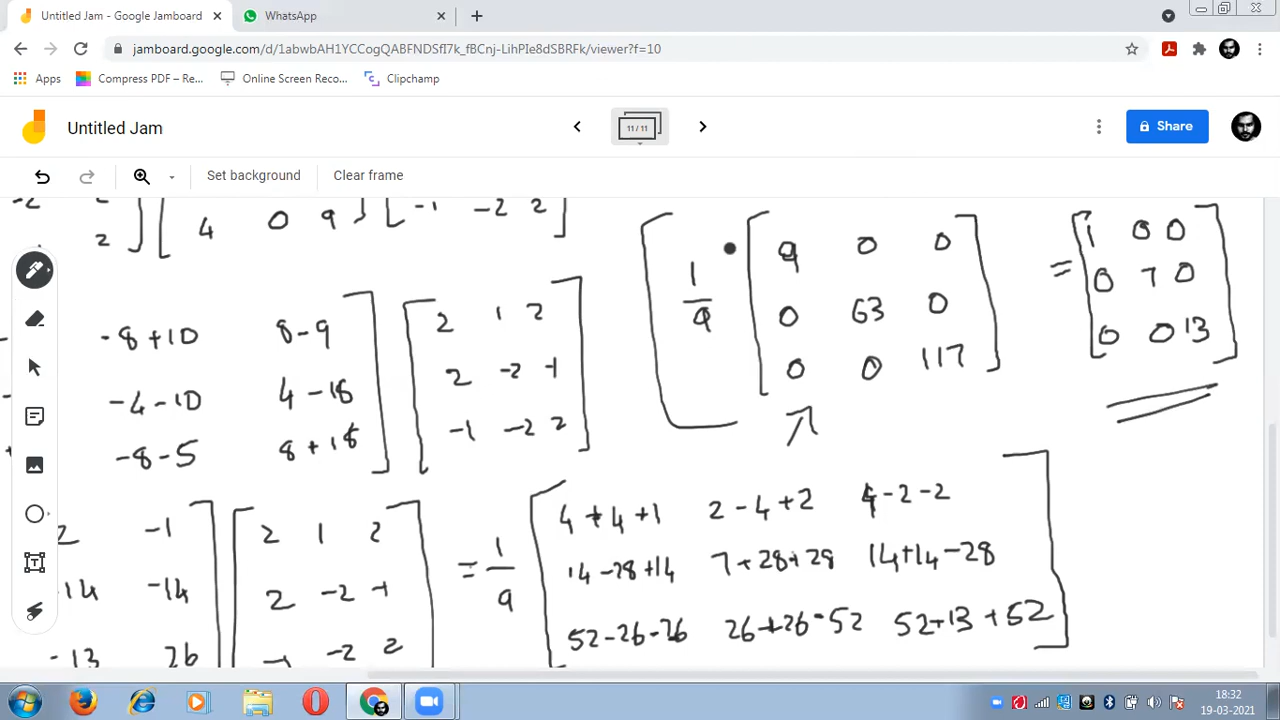 Untitled Jam - Google Jamboard
WhatsApp
jamboard.google.com/d/1abwbAH1YCCogQABFNDSfI7k_fBCnj-LihPIe8dSBRFk/viewer?f=10
Apps
Compress PDF – Re...
Online Screen Reco...
Clipchamp
Untitled Jam
11 / 11
Share
Set background
Clear frame
2 ] [ 4 0 9 ] [ -1 -2 2 ]
-8+10 8-9
-4-10 4-18
-8-5 8+18
2 1 2
2 -2 -1
-1 -2 2
1/9
9 0 0
0 63 0
0 0 117
=
1 0 0
0 7 0
0 0 13
2 -1
-14 -14
-13 26
2 1 2
2 -2 -1
-1 -2 2
= 1/9
4+4+1 2-4+2 4-2-2
14-28+14 7+28+28 14+14-28
52-26-26 26+26-52 52+13+52
18:32
19-03-2021